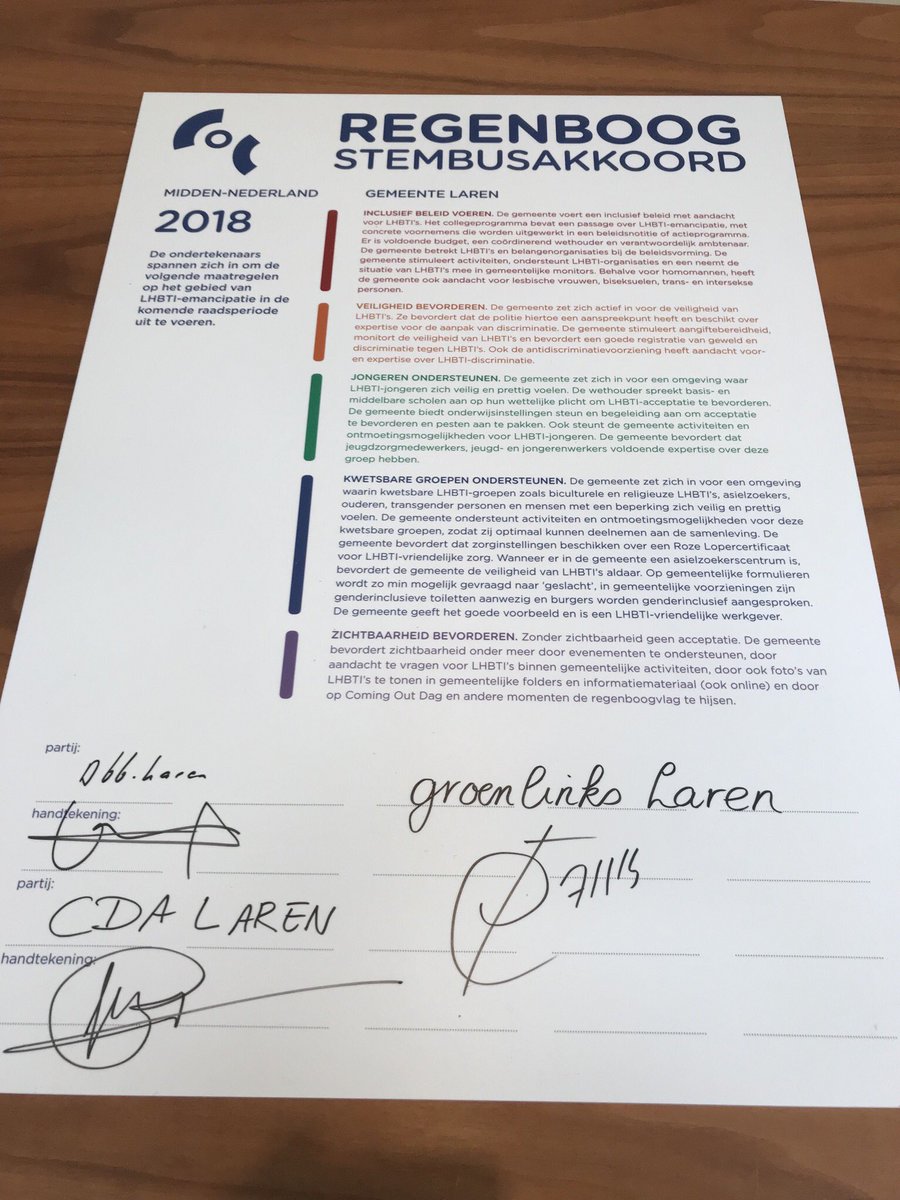 COC
REGENBOOG
STEMBUSAKKOORD
MIDDEN-NEDERLAND
2018
De ondertekenaars
spannen zich in om de
volgende maatregelen
op het gebied van
LHBTI-emancipatie in de
komende raadsperiode
uit te voeren.
GEMEENTE LAREN
INCLUSIEF BELEID VOEREN. De gemeente voert een inclusief beleid met aandacht
voor LHBTI's. Het collegeprogramma bevat een passage over LHBTI-emancipatie, met
concrete voornemens die worden uitgewerkt in een beleidsnotitie of actieprogramma.
Er is voldoende budget, een coördinerend wethouder en verantwoordelijk ambtenaar.
De gemeente betrekt LHBTI's en belangenorganisaties bij de beleidsvorming. De
gemeente stimuleert activiteiten, ondersteunt LHBTI-organisaties en een neemt de
situatie van LHBTI's mee in gemeentelijke monitors. Behalve voor homomannen, heeft
de gemeente ook aandacht voor lesbische vrouwen, biseksuelen, trans- en intersekse
personen.
VEILIGHEID BEVORDEREN. De gemeente zet zich actief in voor de veiligheid van
LHBTI's. Ze bevordert dat de politie hiertoe een aanspreekpunt heeft en beschikt over
expertise voor de aanpak van discriminatie. De gemeente stimuleert aangiftebereidheid,
monitort de veiligheid van LHBTI's en bevordert een goede registratie van geweld en
discriminatie tegen LHBTI's. Ook de antidiscriminatievoorziening heeft aandacht voor-
en expertise over LHBTI-discriminatie.
JONGEREN ONDERSTEUNEN. De gemeente zet zich in voor een omgeving waar
LHBTI-jongeren zich veilig en prettig voelen. De wethouder spreekt basis- en
middelbare scholen aan op hun wettelijke plicht om LHBTI-acceptatie te bevorderen.
De gemeente biedt onderwijsinstellingen steun en begeleiding aan om acceptatie
te bevorderen en pesten aan te pakken. Ook steunt de gemeente activiteiten en
ontmoetingsmogelijkheden voor LHBTI-jongeren. De gemeente bevordert dat
jeugdzorgmedewerkers, jeugd- en jongerenwerkers voldoende expertise over deze
groep hebben.
KWETSBARE GROEPEN ONDERSTEUNEN. De gemeente zet zich in voor een omgeving
waarin kwetsbare LHBTI-groepen zoals biculturele en religieuze LHBTI's, asielzoekers,
ouderen, transgender personen en mensen met een beperking zich veilig en prettig
voelen. De gemeente ondersteunt activiteiten en ontmoetingsmogelijkheden voor deze
kwetsbare groepen, zodat zij optimaal kunnen deelnemen aan de samenleving. De
gemeente bevordert dat zorginstellingen beschikken over een Roze Lopercertificaat
voor LHBTI-vriendelijke zorg. Wanneer er in de gemeente een asielzoekerscentrum is,
bevordert de gemeente de veiligheid van LHBTI's aldaar. Op gemeentelijke formulieren
wordt zo min mogelijk gevraagd naar 'geslacht', in gemeentelijke voorzieningen zijn
genderinclusieve toiletten aanwezig en burgers worden genderinclusief aangesproken.
De gemeente geeft het goede voorbeeld en is een LHBTI-vriendelijke werkgever.
ZICHTBAARHEID BEVORDEREN. Zonder zichtbaarheid geen acceptatie. De gemeente
bevordert zichtbaarheid onder meer door evenementen te ondersteunen, door
aandacht te vragen voor LHBTI's binnen gemeentelijke activiteiten, door ook foto's van
LHBTI's te tonen in gemeentelijke folders en informatiemateriaal (ook online) en door
op Coming Out Dag en andere momenten de regenboogvlag te hijsen.
partij:
D66.Laren
groenlinks Laren
handtekening:
partij:
CDA LAREN
handtekening: